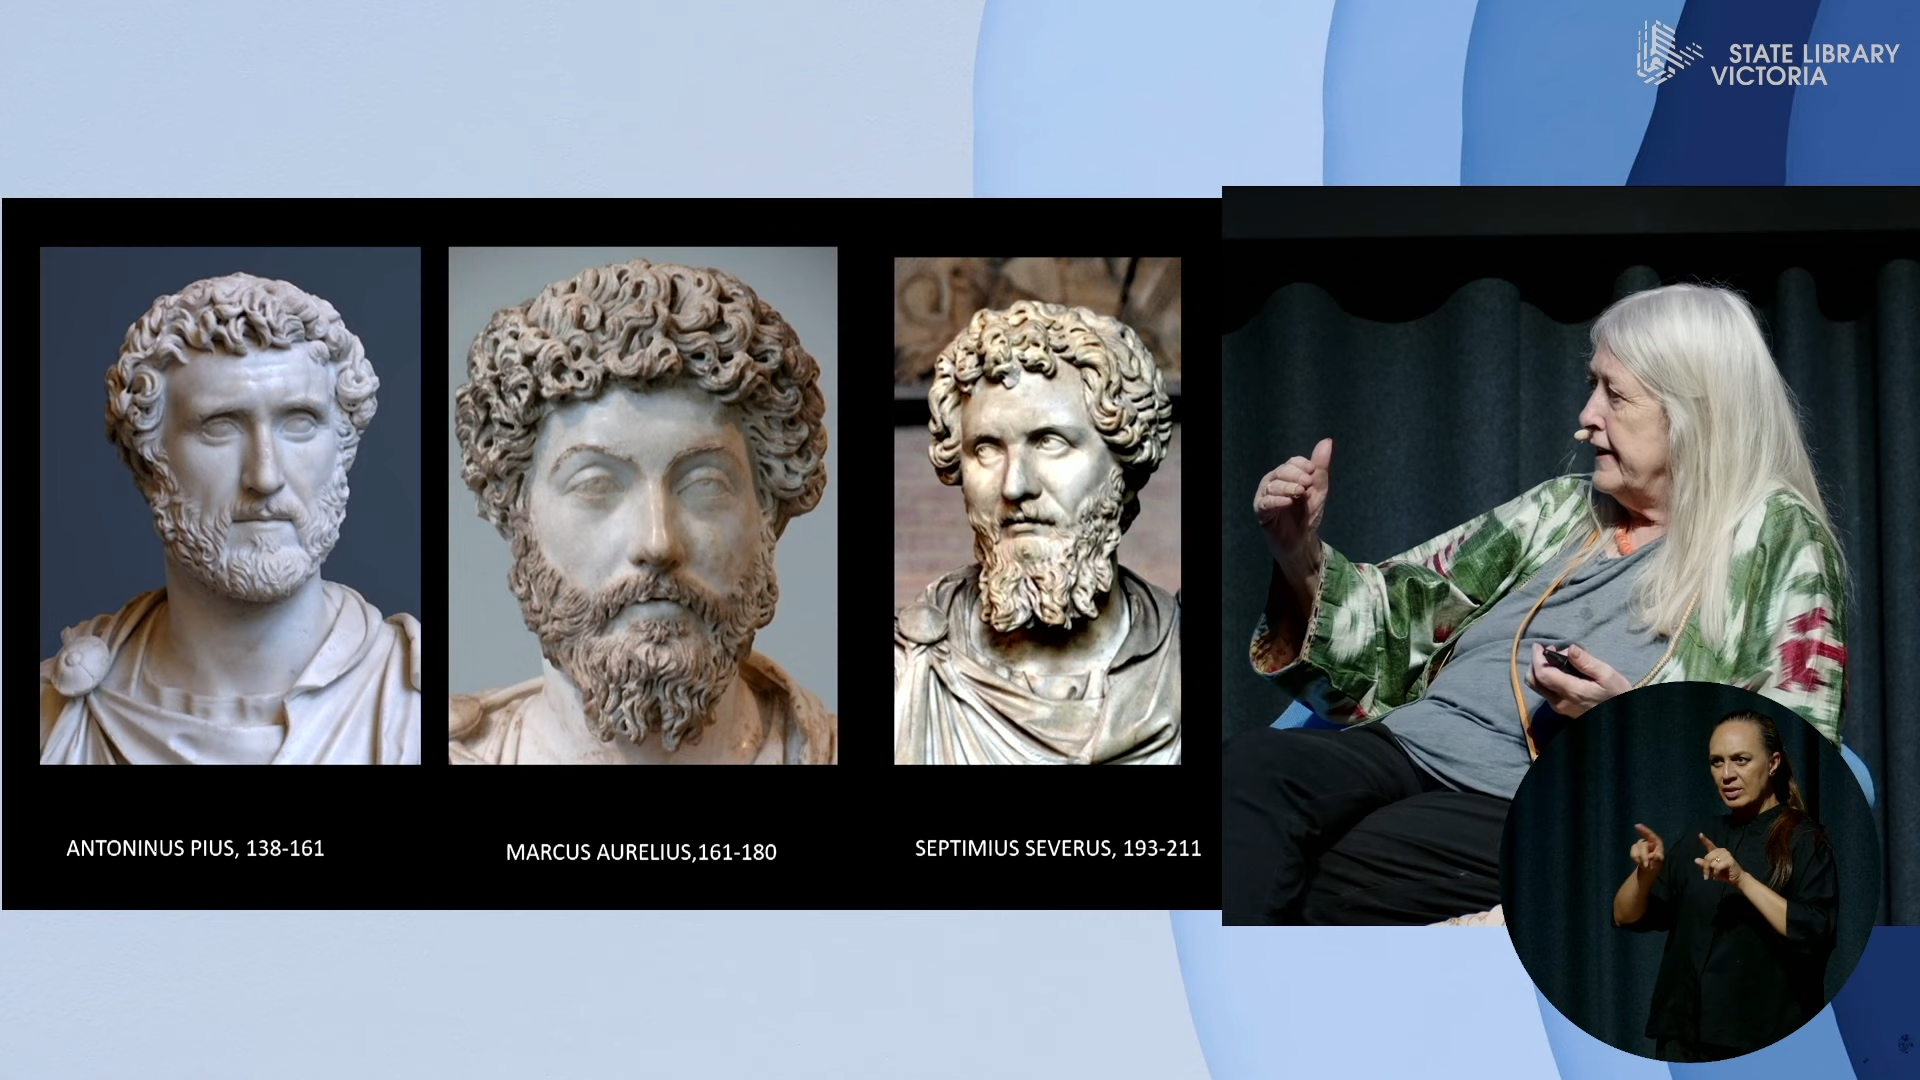 STATE LIBRARY
VICTORIA
ANTONINUS PIUS, 138-161
MARCUS AURELIUS,161-180
SEPTIMIUS SEVERUS, 193-211